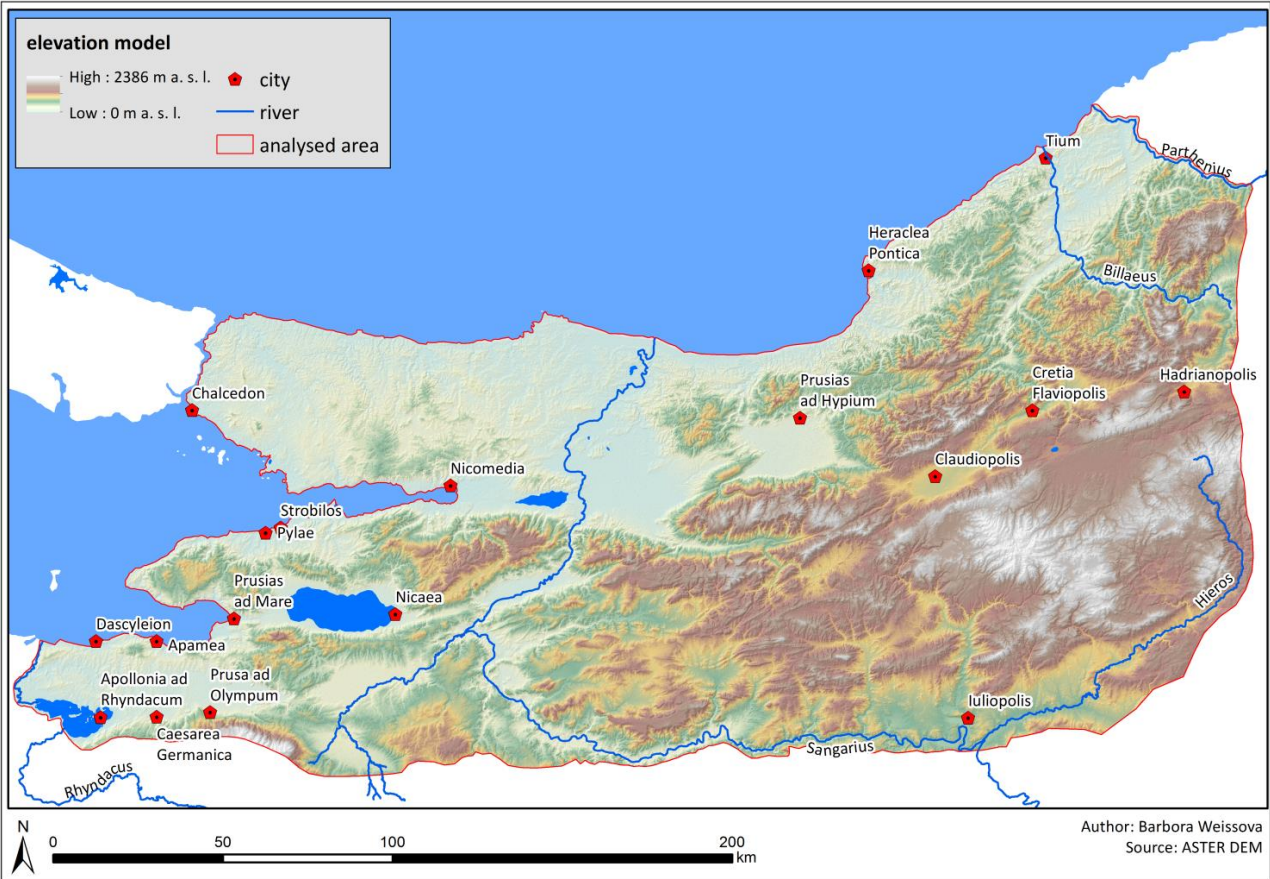 elevation model
High : 2386 m a. s. l.
Low : 0 m a. s. l.
city
river
analysed area
Tium
Parthenius
Heraclea
Pontica
Billaeus
Chalcedon
Prusias
ad Hypium
Cretia
Flaviopolis
Hadrianopolis
Nicomedia
Claudiopolis
Strobilos
Pylae
Prusias
ad Mare
Nicaea
Hieros
Dascyleion
Apamea
Apollonia ad
Rhyndacum
Prusa ad
Olympum
Caesarea
Germanica
Iuliopolis
Sangarius
Rhyndacus
N
0 50 100 200
km
Author: Barbora Weissova
Source: ASTER DEM